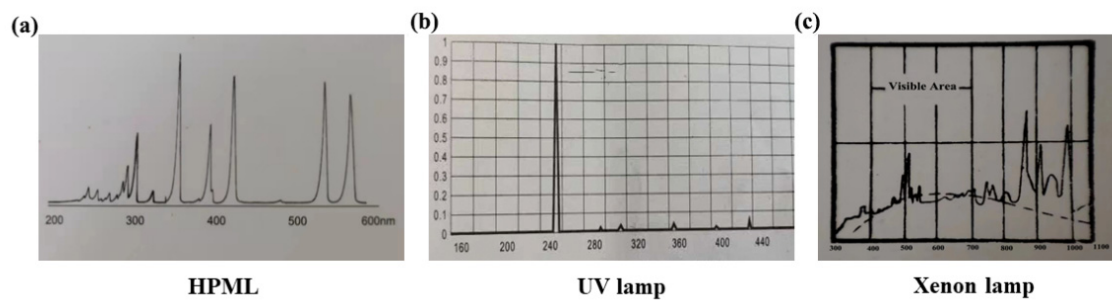 (a)
200 300 400 500 600nm
HPML
(b)
1
0.9
0.8
0.7
0.6
0.5
0.4
0.3
0.2
0.1
0
160 200 240 280 320 360 400 440
UV lamp
(c)
Visible Area
300 400 500 600 700 800 900 1000 1100
Xenon lamp